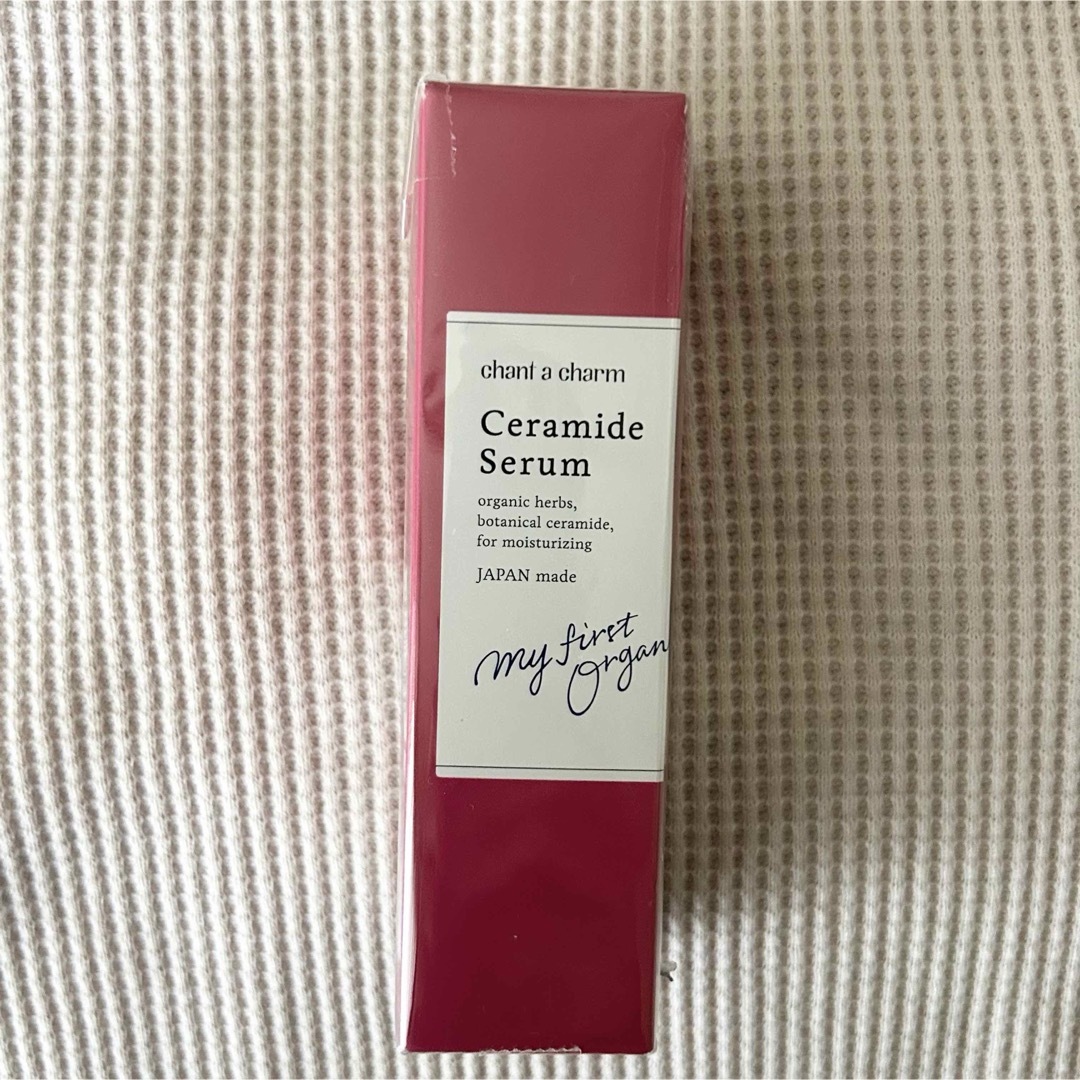 chant a charm
Ceramide
Serum
organic herbs,
botanical ceramide,
for moisturizing
JAPAN made
my first
Organ